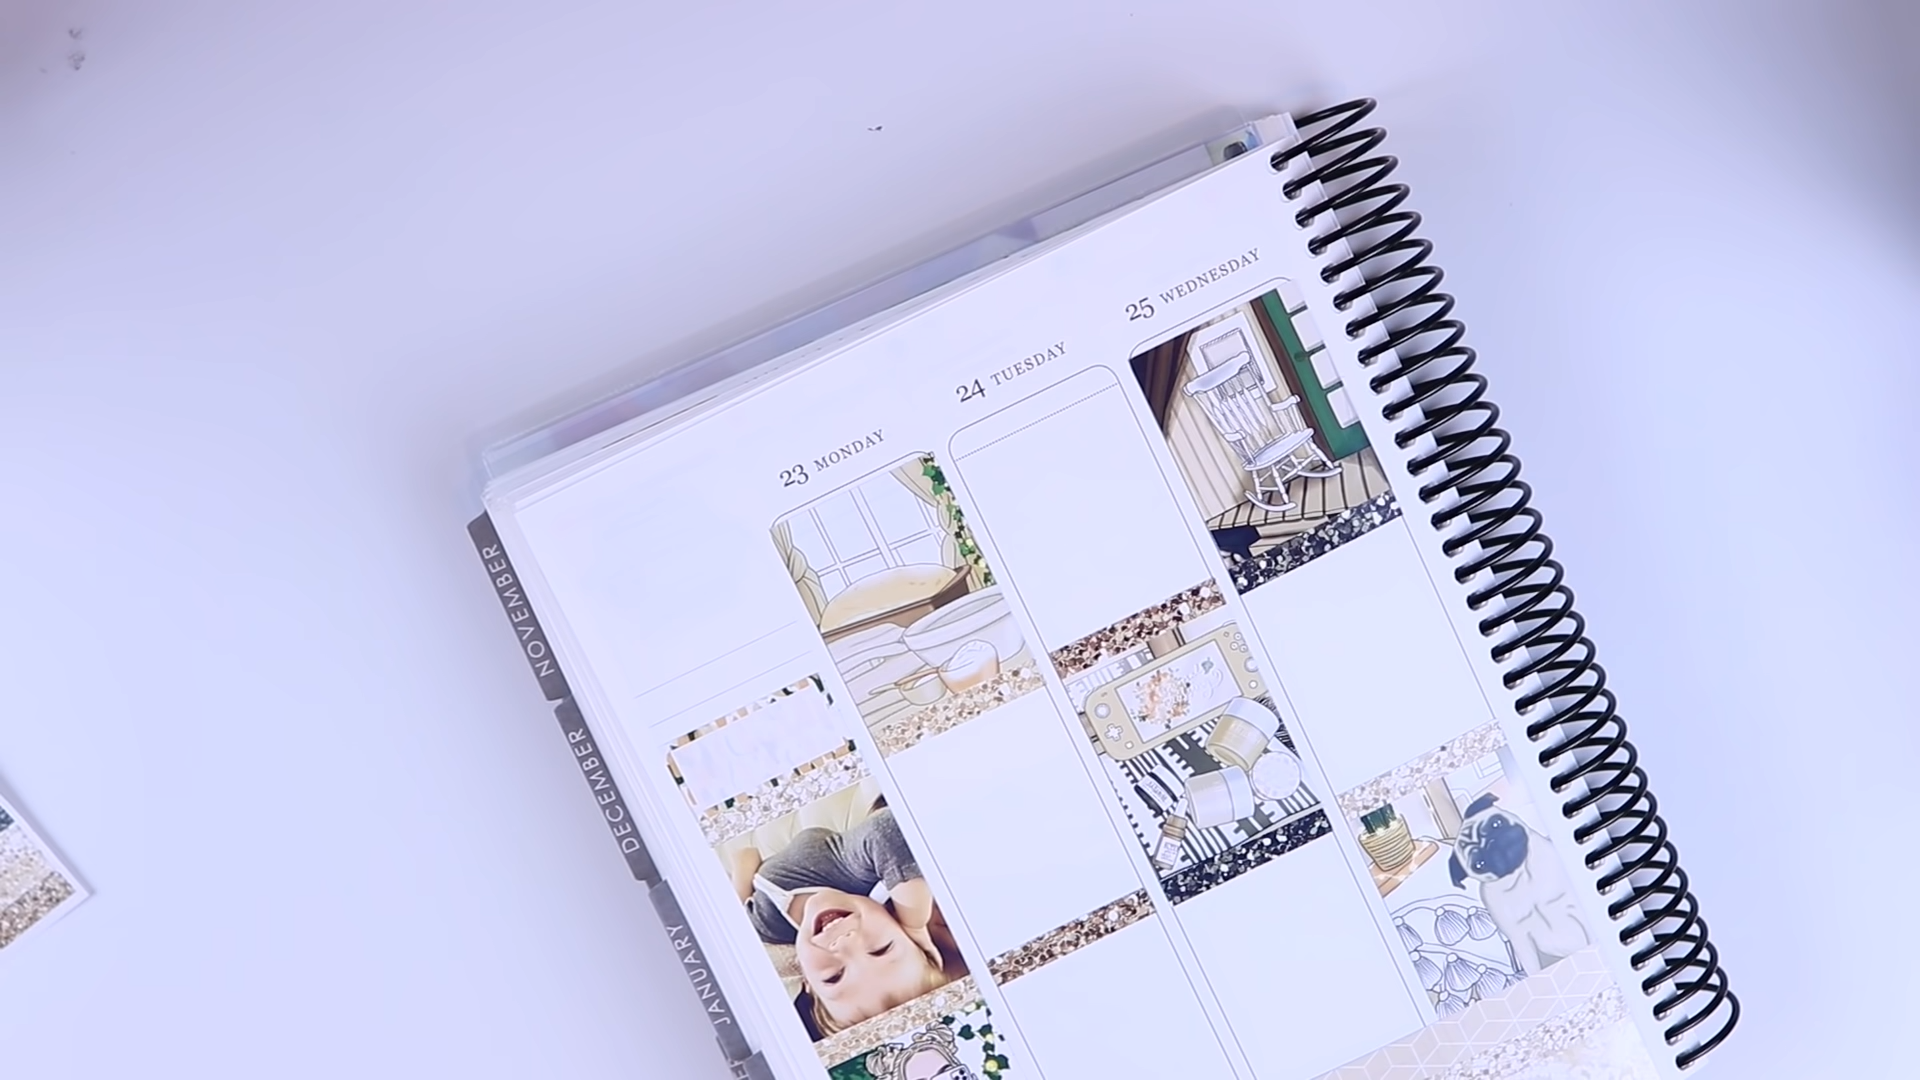 23 MONDAY
24 TUESDAY
25 WEDNESDAY
NOVEMBER
DECEMBER
JANUARY